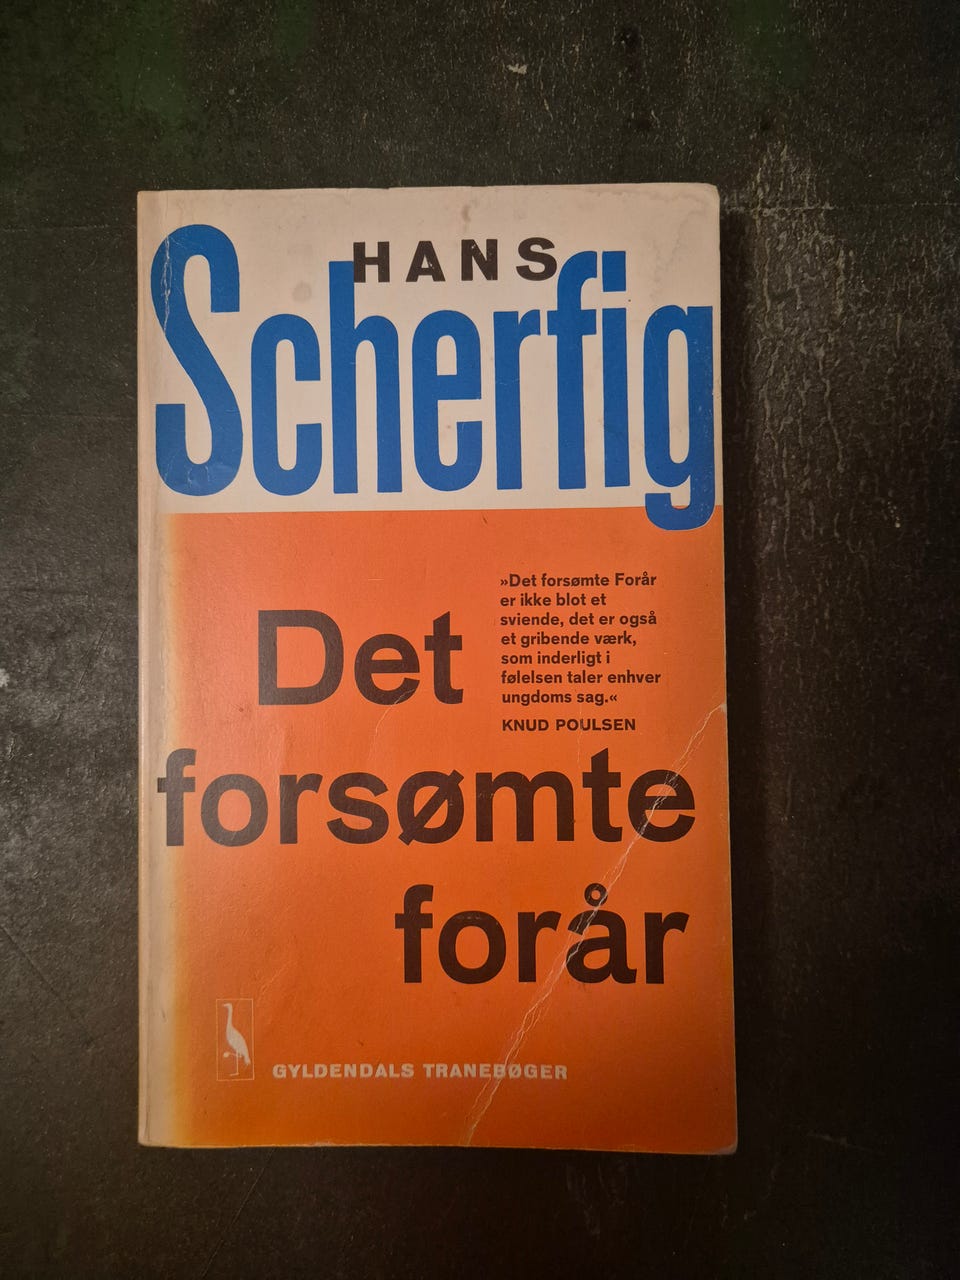 HANS
Scherfig
»Det forsømte Forår
er ikke blot et
sviende, det er også
et gribende værk,
som inderligt i
følelsen taler enhver
ungdoms sag.«
KNUD POULSEN
Det
forsømte
forår
GYLDENDALS TRANEBØGER